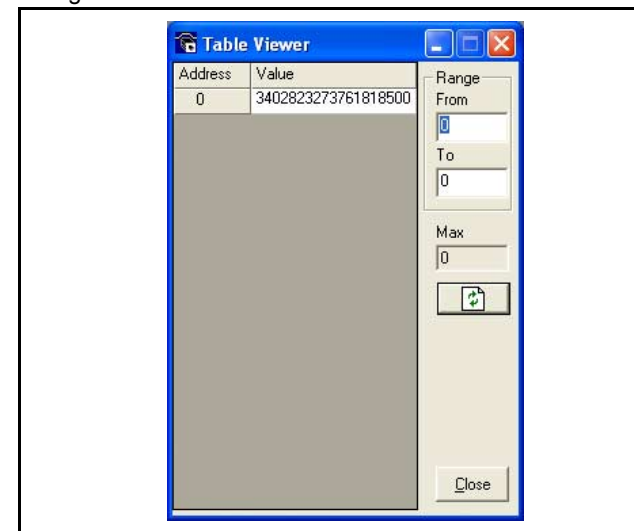 Table Viewer
Address Value
0 3402823273761818500
Range
From
0
To
0
Max
0
Close